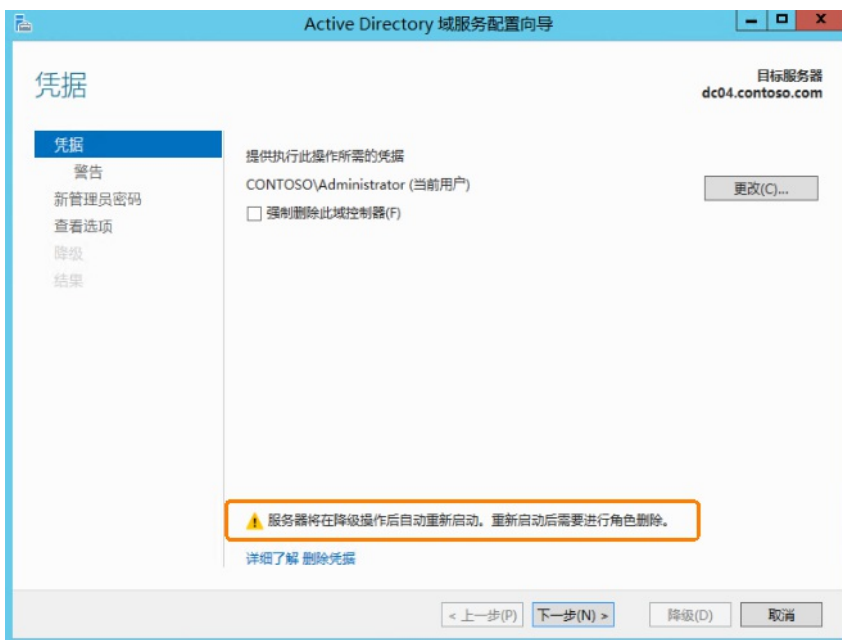 Active Directory 域服务配置向导
凭据
目标服务器
dc04.contoso.com
凭据
警告
新管理员密码
查看选项
降级
结果
提供执行此操作所需的凭据
CONTOSO\Administrator (当前用户)
更改(C)...
强制删除此域控制器(F)
服务器将在降级操作后自动重新启动。重新启动后需要进行角色删除。
详细了解 删除凭据
< 上一步(P) 下一步(N) > 降级(D) 取消